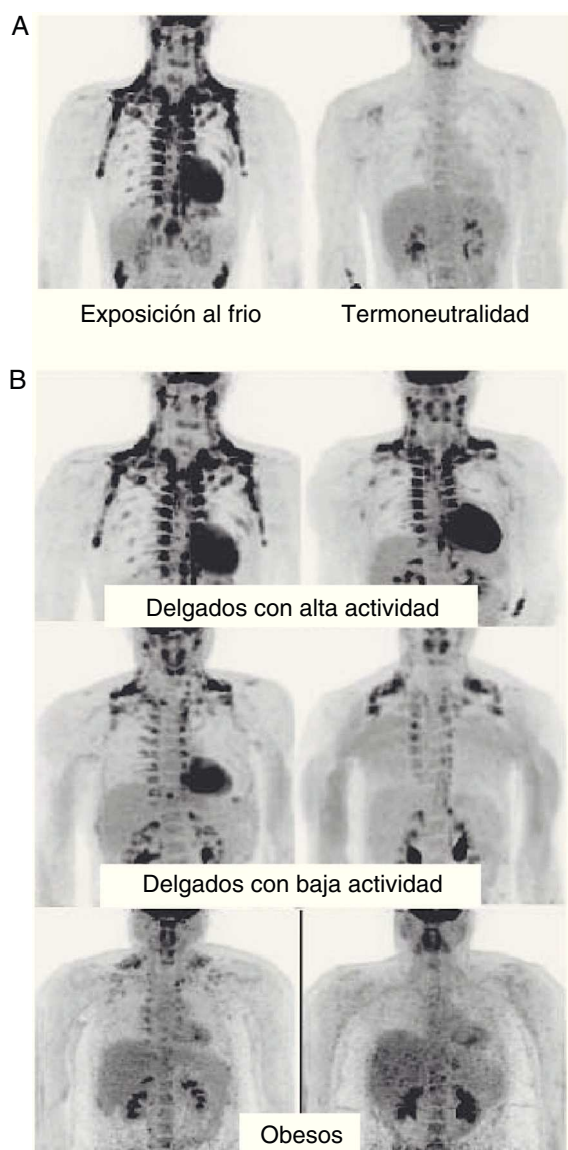 A
Exposición al frio
Termoneutralidad
B
Delgados con alta actividad
Delgados con baja actividad
Obesos